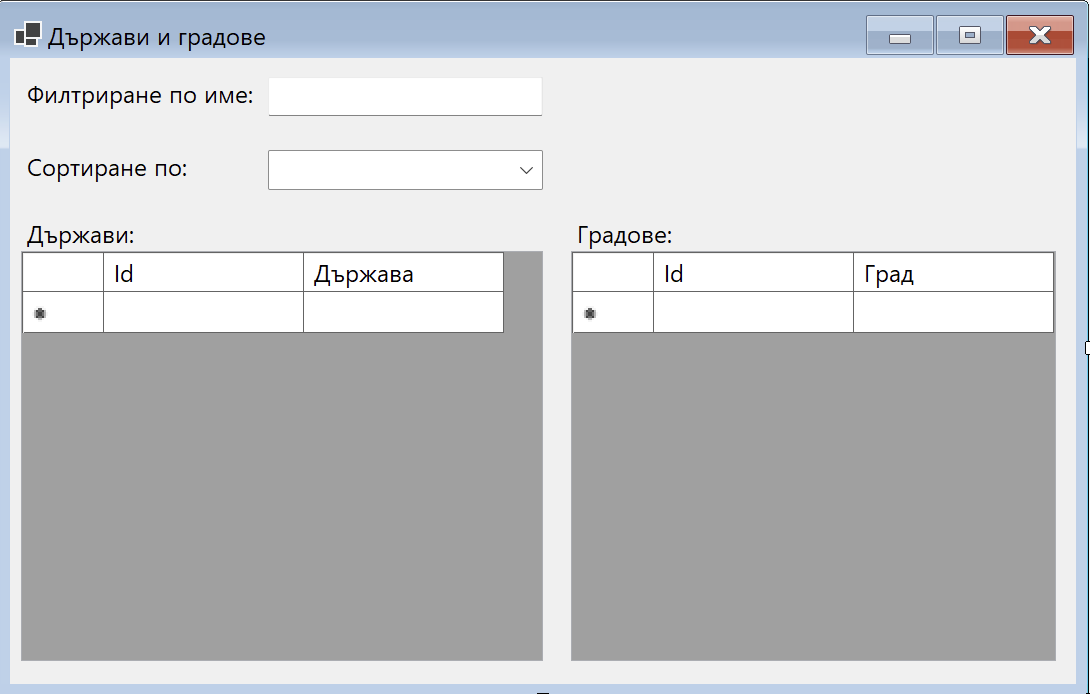 Държави и градове
Филтриране по име:
Сортиране по:
Държави:
Градове:
Id Държава
Id Град